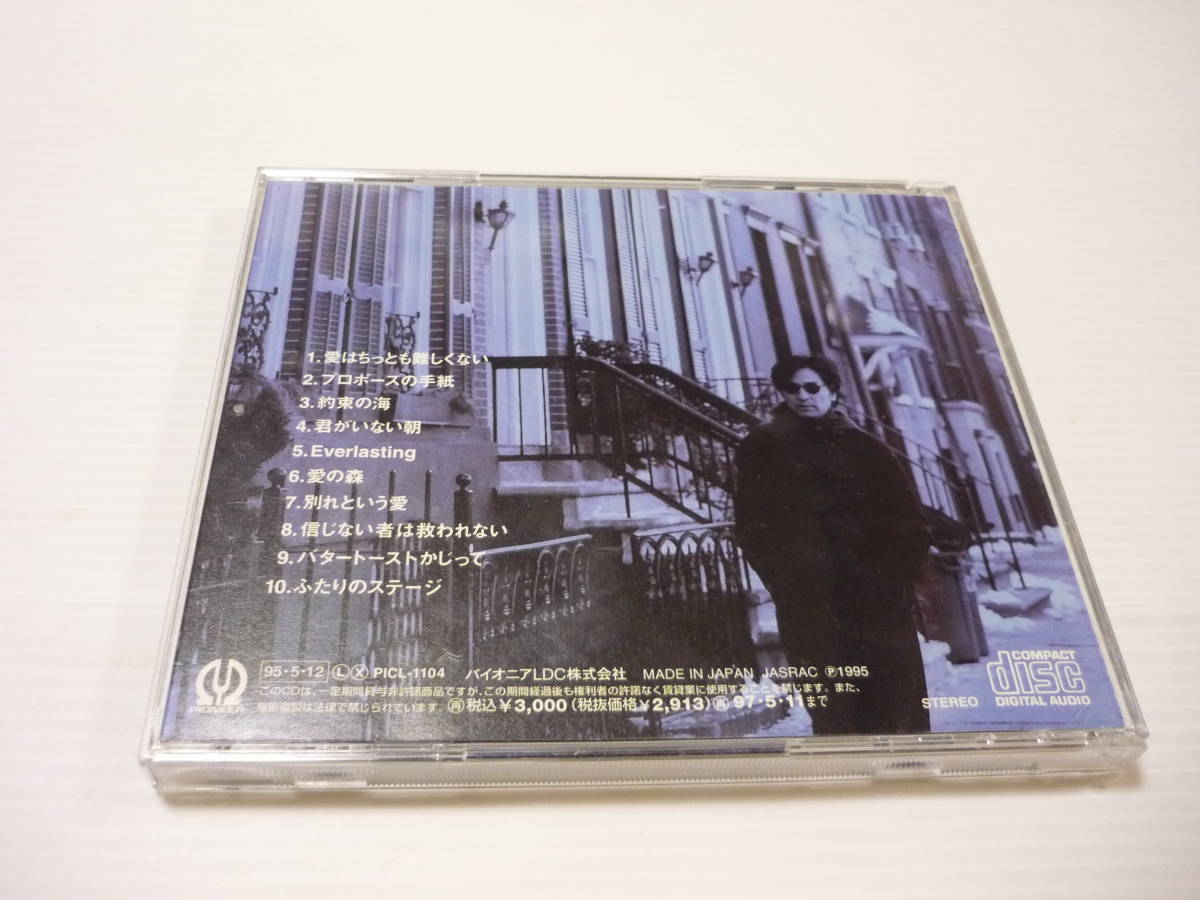 1. 愛はちっとも難しくない
2. プロポーズの手紙
3. 約束の海
4. 君がいない朝
5. Everlasting
6. 愛の森
7. 別れという愛
8. 信じない者は救われない
9. バタートーストかじって
10. ふたりのステージ
PIONEER
95・5・12 Ⓛ Ⓧ PICL-1104 パイオニアLDC株式会社 MADE IN JAPAN JASRAC Ⓟ1995
このCDは、一定期間貸与非許諾商品ですが、この期間経過後も権利者の許諾なく賃貸業に使用することを禁じます。また、
無断複製は法律で禁じられています。 ㊞税込¥3,000(税抜価格¥2,913) 97・5・11まで
STEREO
COMPACT
disc
DIGITAL AUDIO